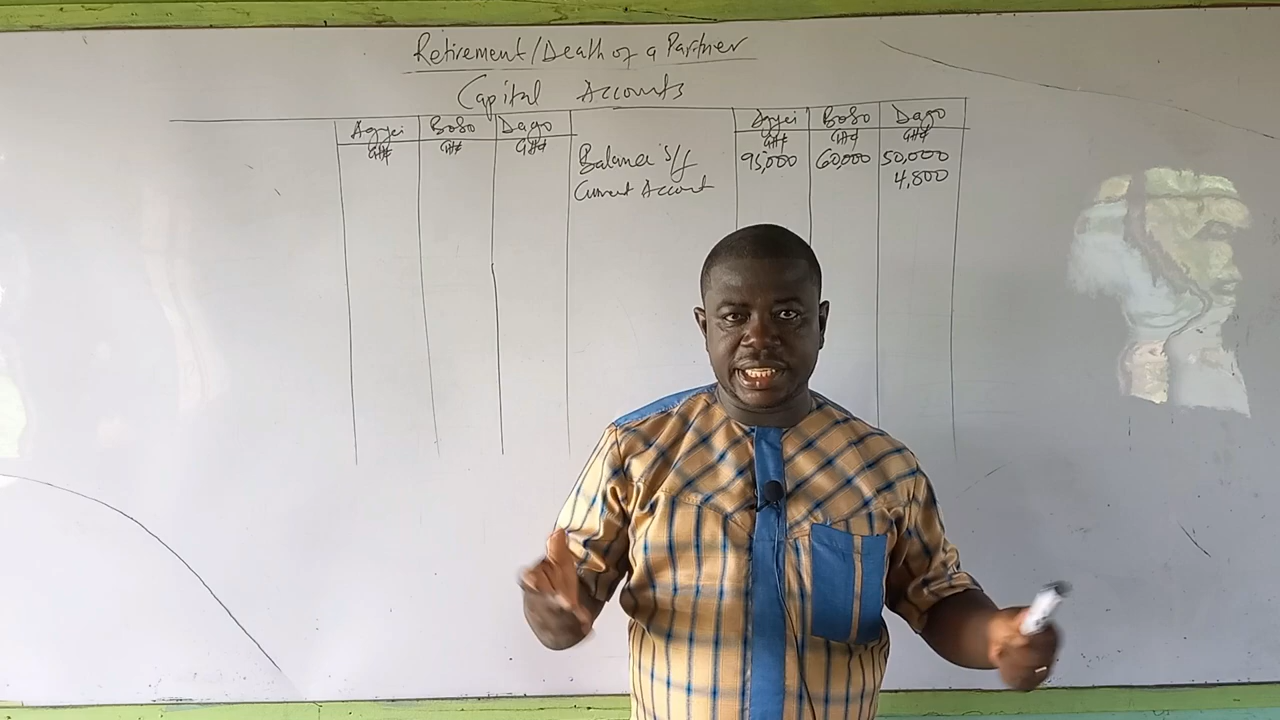 Retirement/Death of a Partner
Capital Accounts
Agyei Boso Dago Agyei Boso Dago
GH¢ GH¢ GH¢ GH¢ GH¢ GH¢
Balance b/f 95,000 60,000 50,000
Current Account 4,800